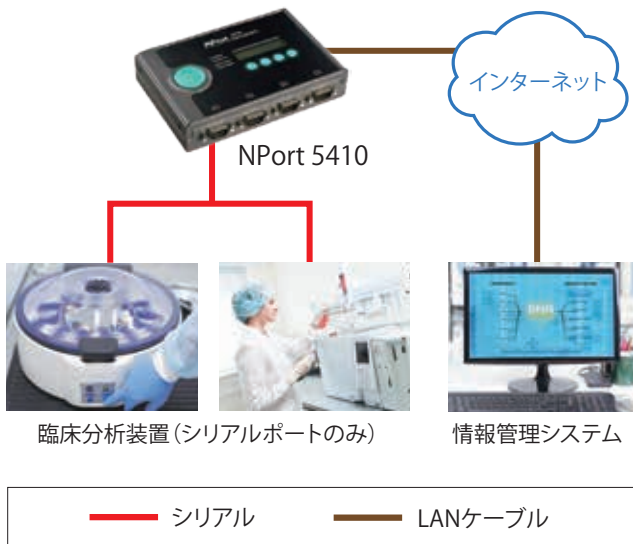 NPort
インターネット
NPort 5410
臨床分析装置（シリアルポートのみ）
情報管理システム
シリアル
LANケーブル